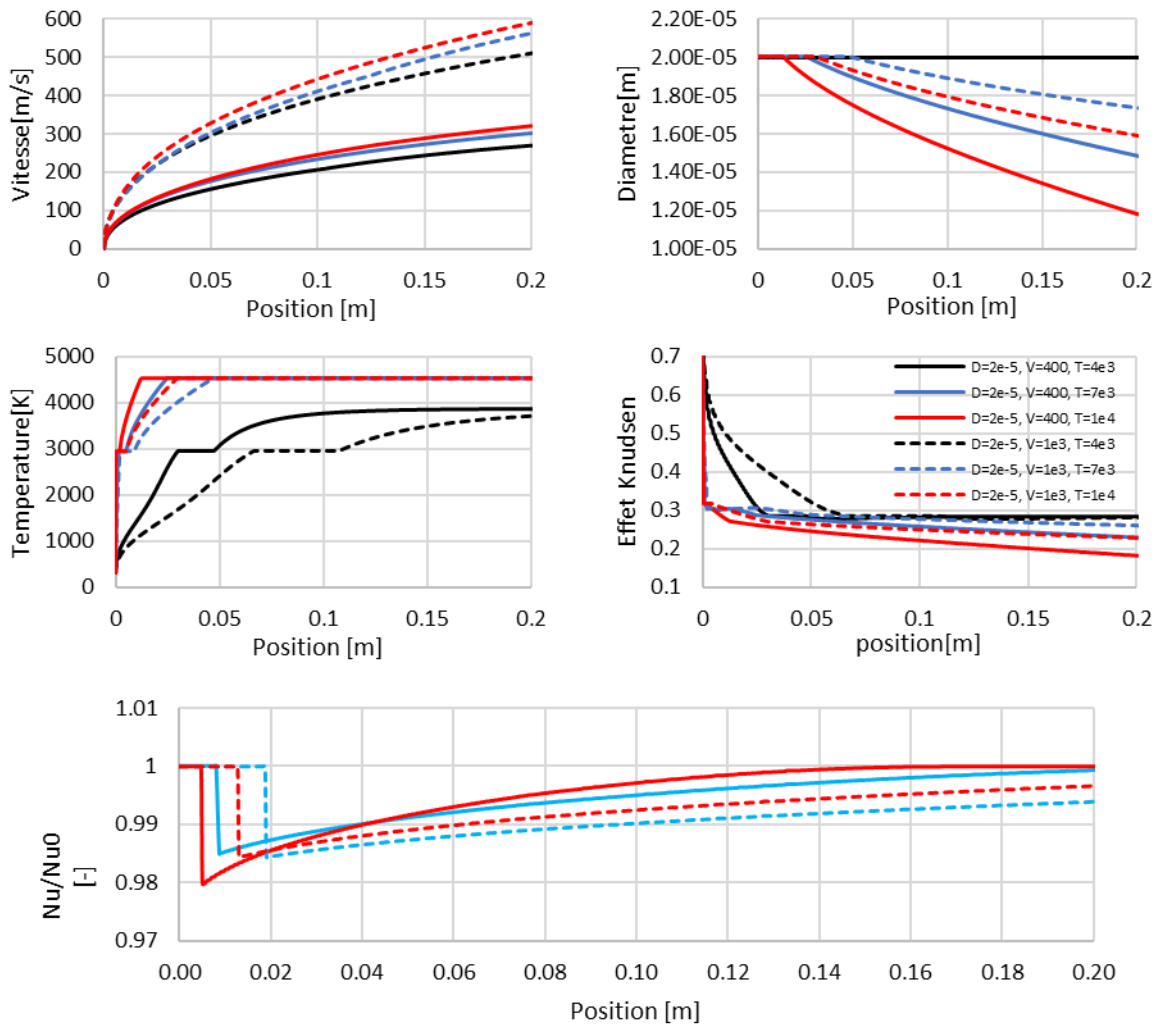 600
500
400
300
200
100
0
Vitesse[m/s]
0
0.05
0.1
0.15
0.2
Position [m]
2.20E-05
2.00E-05
1.80E-05
1.60E-05
1.40E-05
1.20E-05
1.00E-05
Diametre[m]
0
0.05
0.1
0.15
0.2
Position [m]
5000
4000
3000
2000
1000
0
Temperature[K]
0
0.05
0.1
0.15
0.2
Position [m]
0.7
0.6
0.5
0.4
0.3
0.2
0.1
Effet Knudsen
D=2e-5, V=400, T=4e3
D=2e-5, V=400, T=7e3
D=2e-5, V=400, T=1e4
D=2e-5, V=1e3, T=4e3
D=2e-5, V=1e3, T=7e3
D=2e-5, V=1e3, T=1e4
0
0.05
0.1
0.15
0.2
position[m]
1.01
1
0.99
0.98
0.97
Nu/Nu0
[-]
0.00
0.02
0.04
0.06
0.08
0.10
0.12
0.14
0.16
0.18
0.20
Position [m]